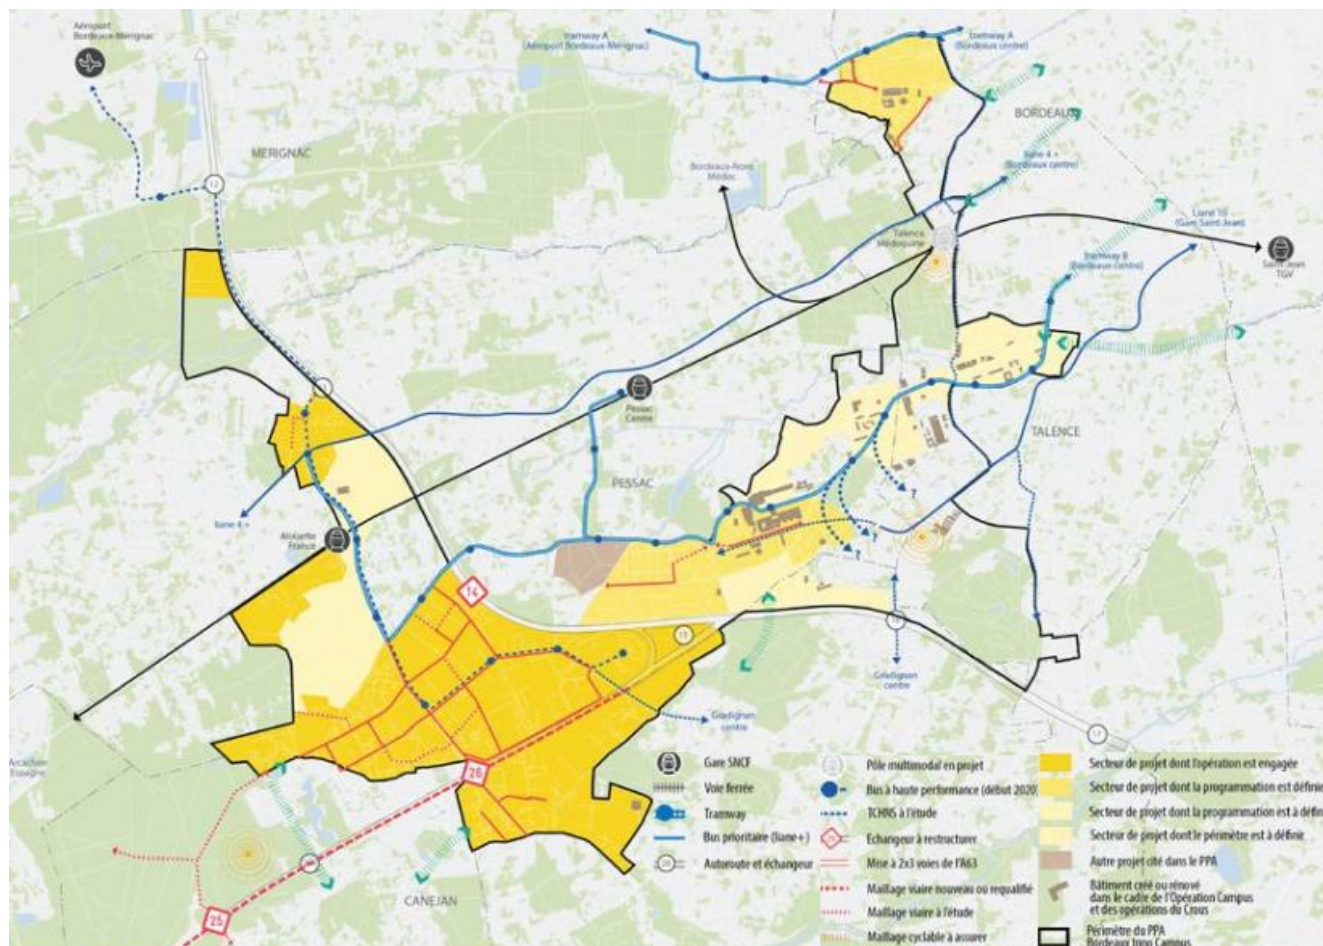 Aéroport
Bordeaux-Mérignac
tramway A
(Aéroport Bordeaux-Mérignac)
tramway A
(Bordeaux centre)
BORDEAUX
MERIGNAC
12
liane 4 +
(Bordeaux centre)
Bordeaux-Nord
Médoc
Liane 10
(Gare Saint-Jean)
Talence
Médoquine
Saint-Jean
TGV
tramway B
(Bordeaux centre)
Pessac
Centre
TALENCE
PESSAC
liane 4 +
Alouette
France
?
?
?
14
15
16
Gradignan
centre
Gradignan
centre
17
Arcachon
Espagne
26
25
CANEJAN
Gare SNCF
Voie ferrée
Tramway
Bus prioritaire (liane+)
Autoroute et échangeur
Pôle multimodal en projet
Bus à haute performance (début 2020)
TCHNS à l'étude
Echangeur à restructurer
Mise à 2x3 voies de l'A63
Maillage viaire nouveau ou requalifié
Maillage viaire à l'étude
Maillage cyclable à assurer
Secteur de projet dont l'opération est engagée
Secteur de projet dont la programmation est définie
Secteur de projet dont la programmation est à défin
Secteur de projet dont le périmètre est à définir
Autre projet cité dans le PPA
Bâtiment créé ou rénové
dans le cadre de l'Opération Campus
et des opérations du Crous
Périmètre du PPA
Bordeaux Inno Campus